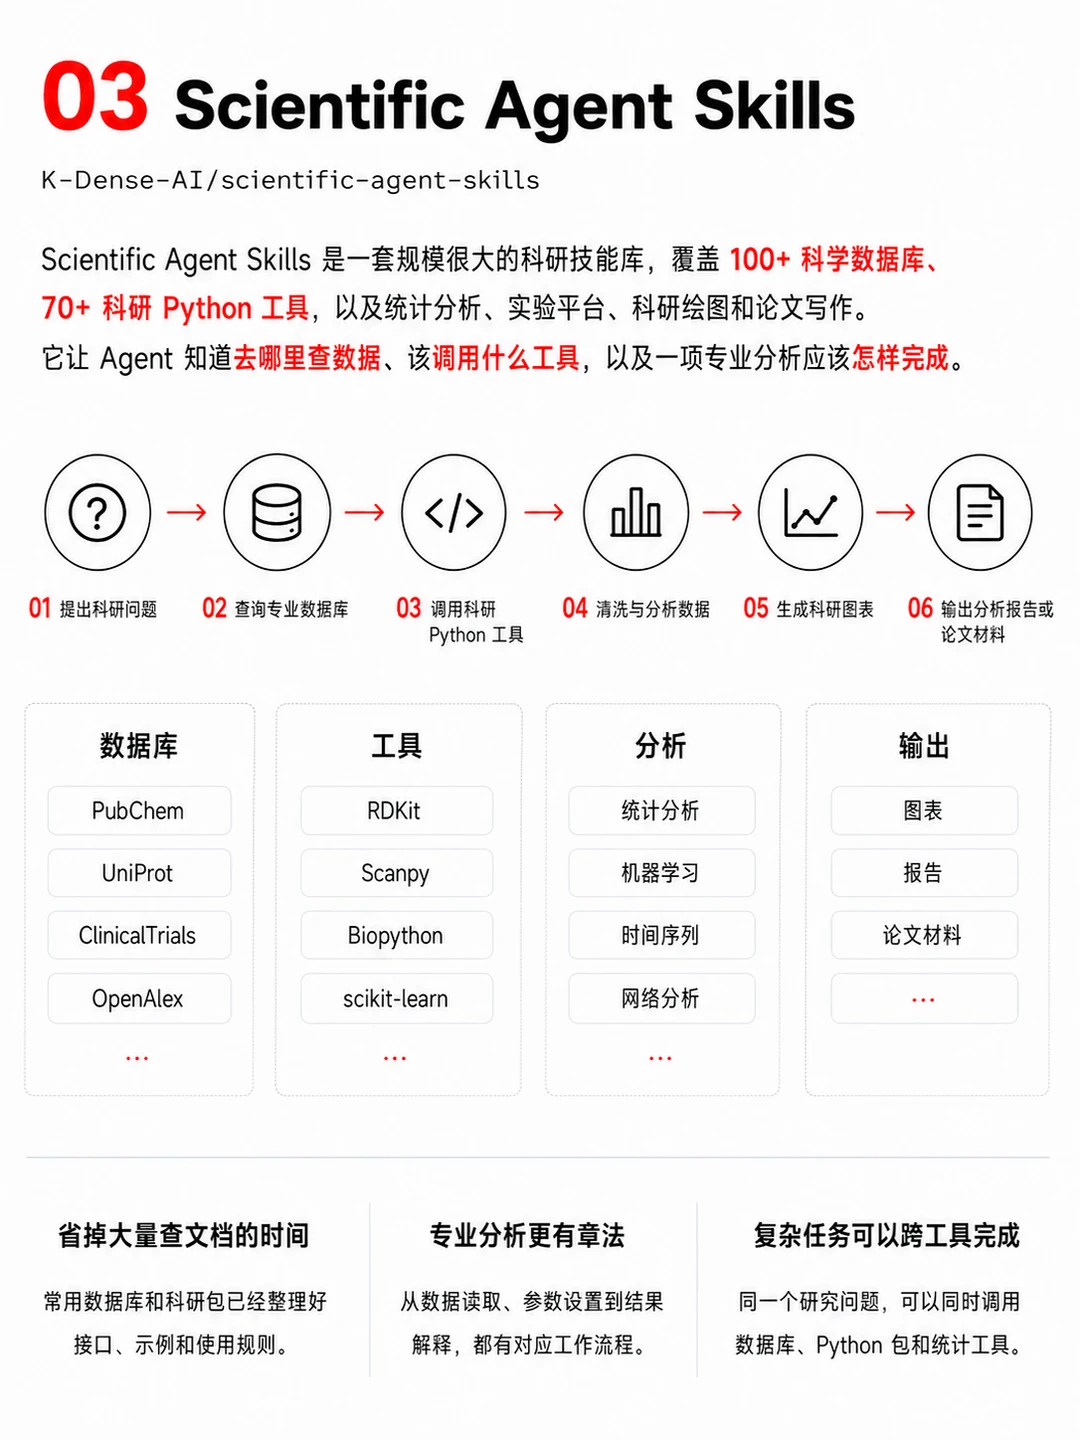 03 Scientific Agent Skills
K-Dense-AI/scientific-agent-skills
Scientific Agent Skills 是一套规模很大的科研技能库，覆盖 100+ 科学数据库、
70+ 科研 Python 工具，以及统计分析、实验平台、科研绘图和论文写作。
它让 Agent 知道去哪里查数据、该调用什么工具，以及一项专业分析应该怎样完成。
01 提出科研问题
02 查询专业数据库
03 调用科研
Python 工具
04 清洗与分析数据
05 生成科研图表
06 输出分析报告或
论文材料
数据库
PubChem
UniProt
ClinicalTrials
OpenAlex
...
工具
RDKit
Scanpy
Biopython
scikit-learn
...
分析
统计分析
机器学习
时间序列
网络分析
...
输出
图表
报告
论文材料
...
省掉大量查文档的时间
常用数据库和科研包已经整理好
接口、示例和使用规则。
专业分析更有章法
从数据读取、参数设置到结果
解释，都有对应工作流程。
复杂任务可以跨工具完成
同一个研究问题，可以同时调用
数据库、Python 包和统计工具。